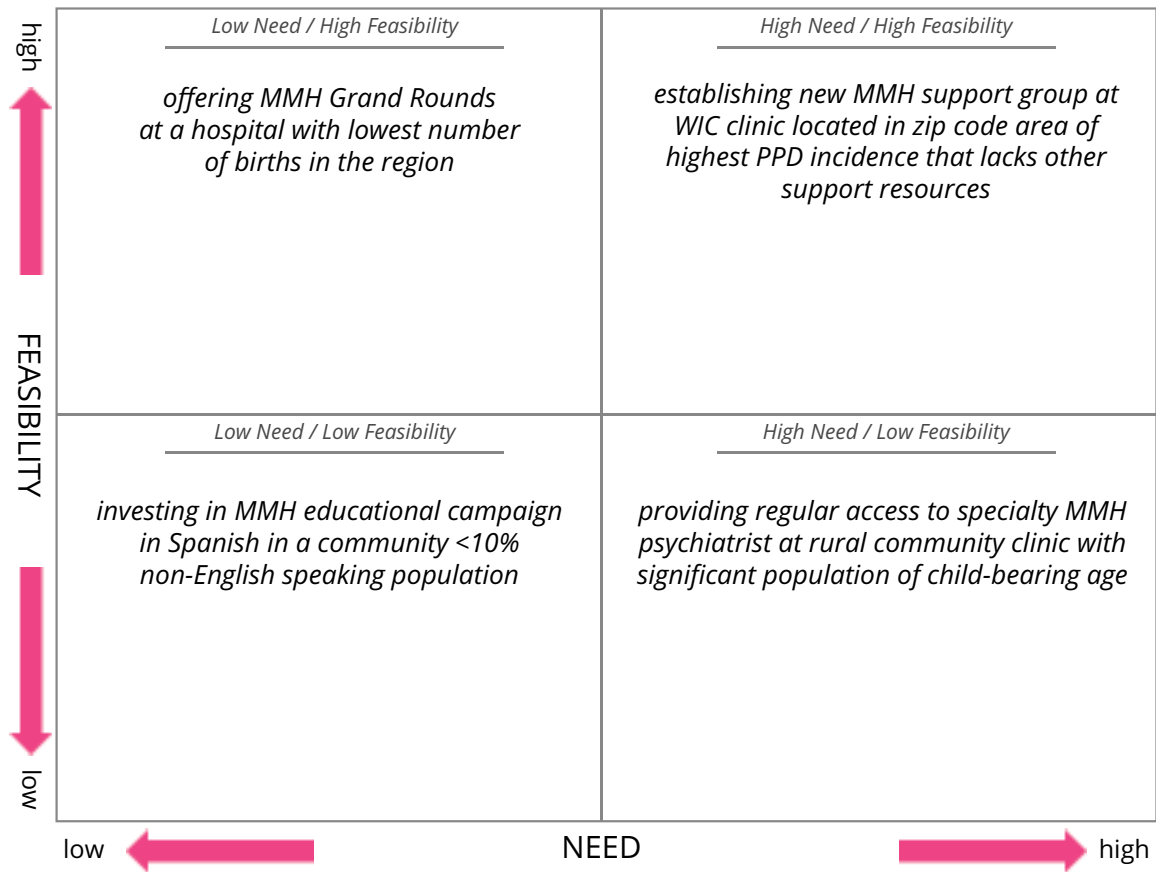 high
FEASIBILITY
low
Low Need / High Feasibility
offering MMH Grand Rounds
at a hospital with lowest number
of births in the region
High Need / High Feasibility
establishing new MMH support group at
WIC clinic located in zip code area of
highest PPD incidence that lacks other
support resources
Low Need / Low Feasibility
investing in MMH educational campaign
in Spanish in a community <10%
non-English speaking population
High Need / Low Feasibility
providing regular access to specialty MMH
psychiatrist at rural community clinic with
significant population of child-bearing age
low
NEED
high